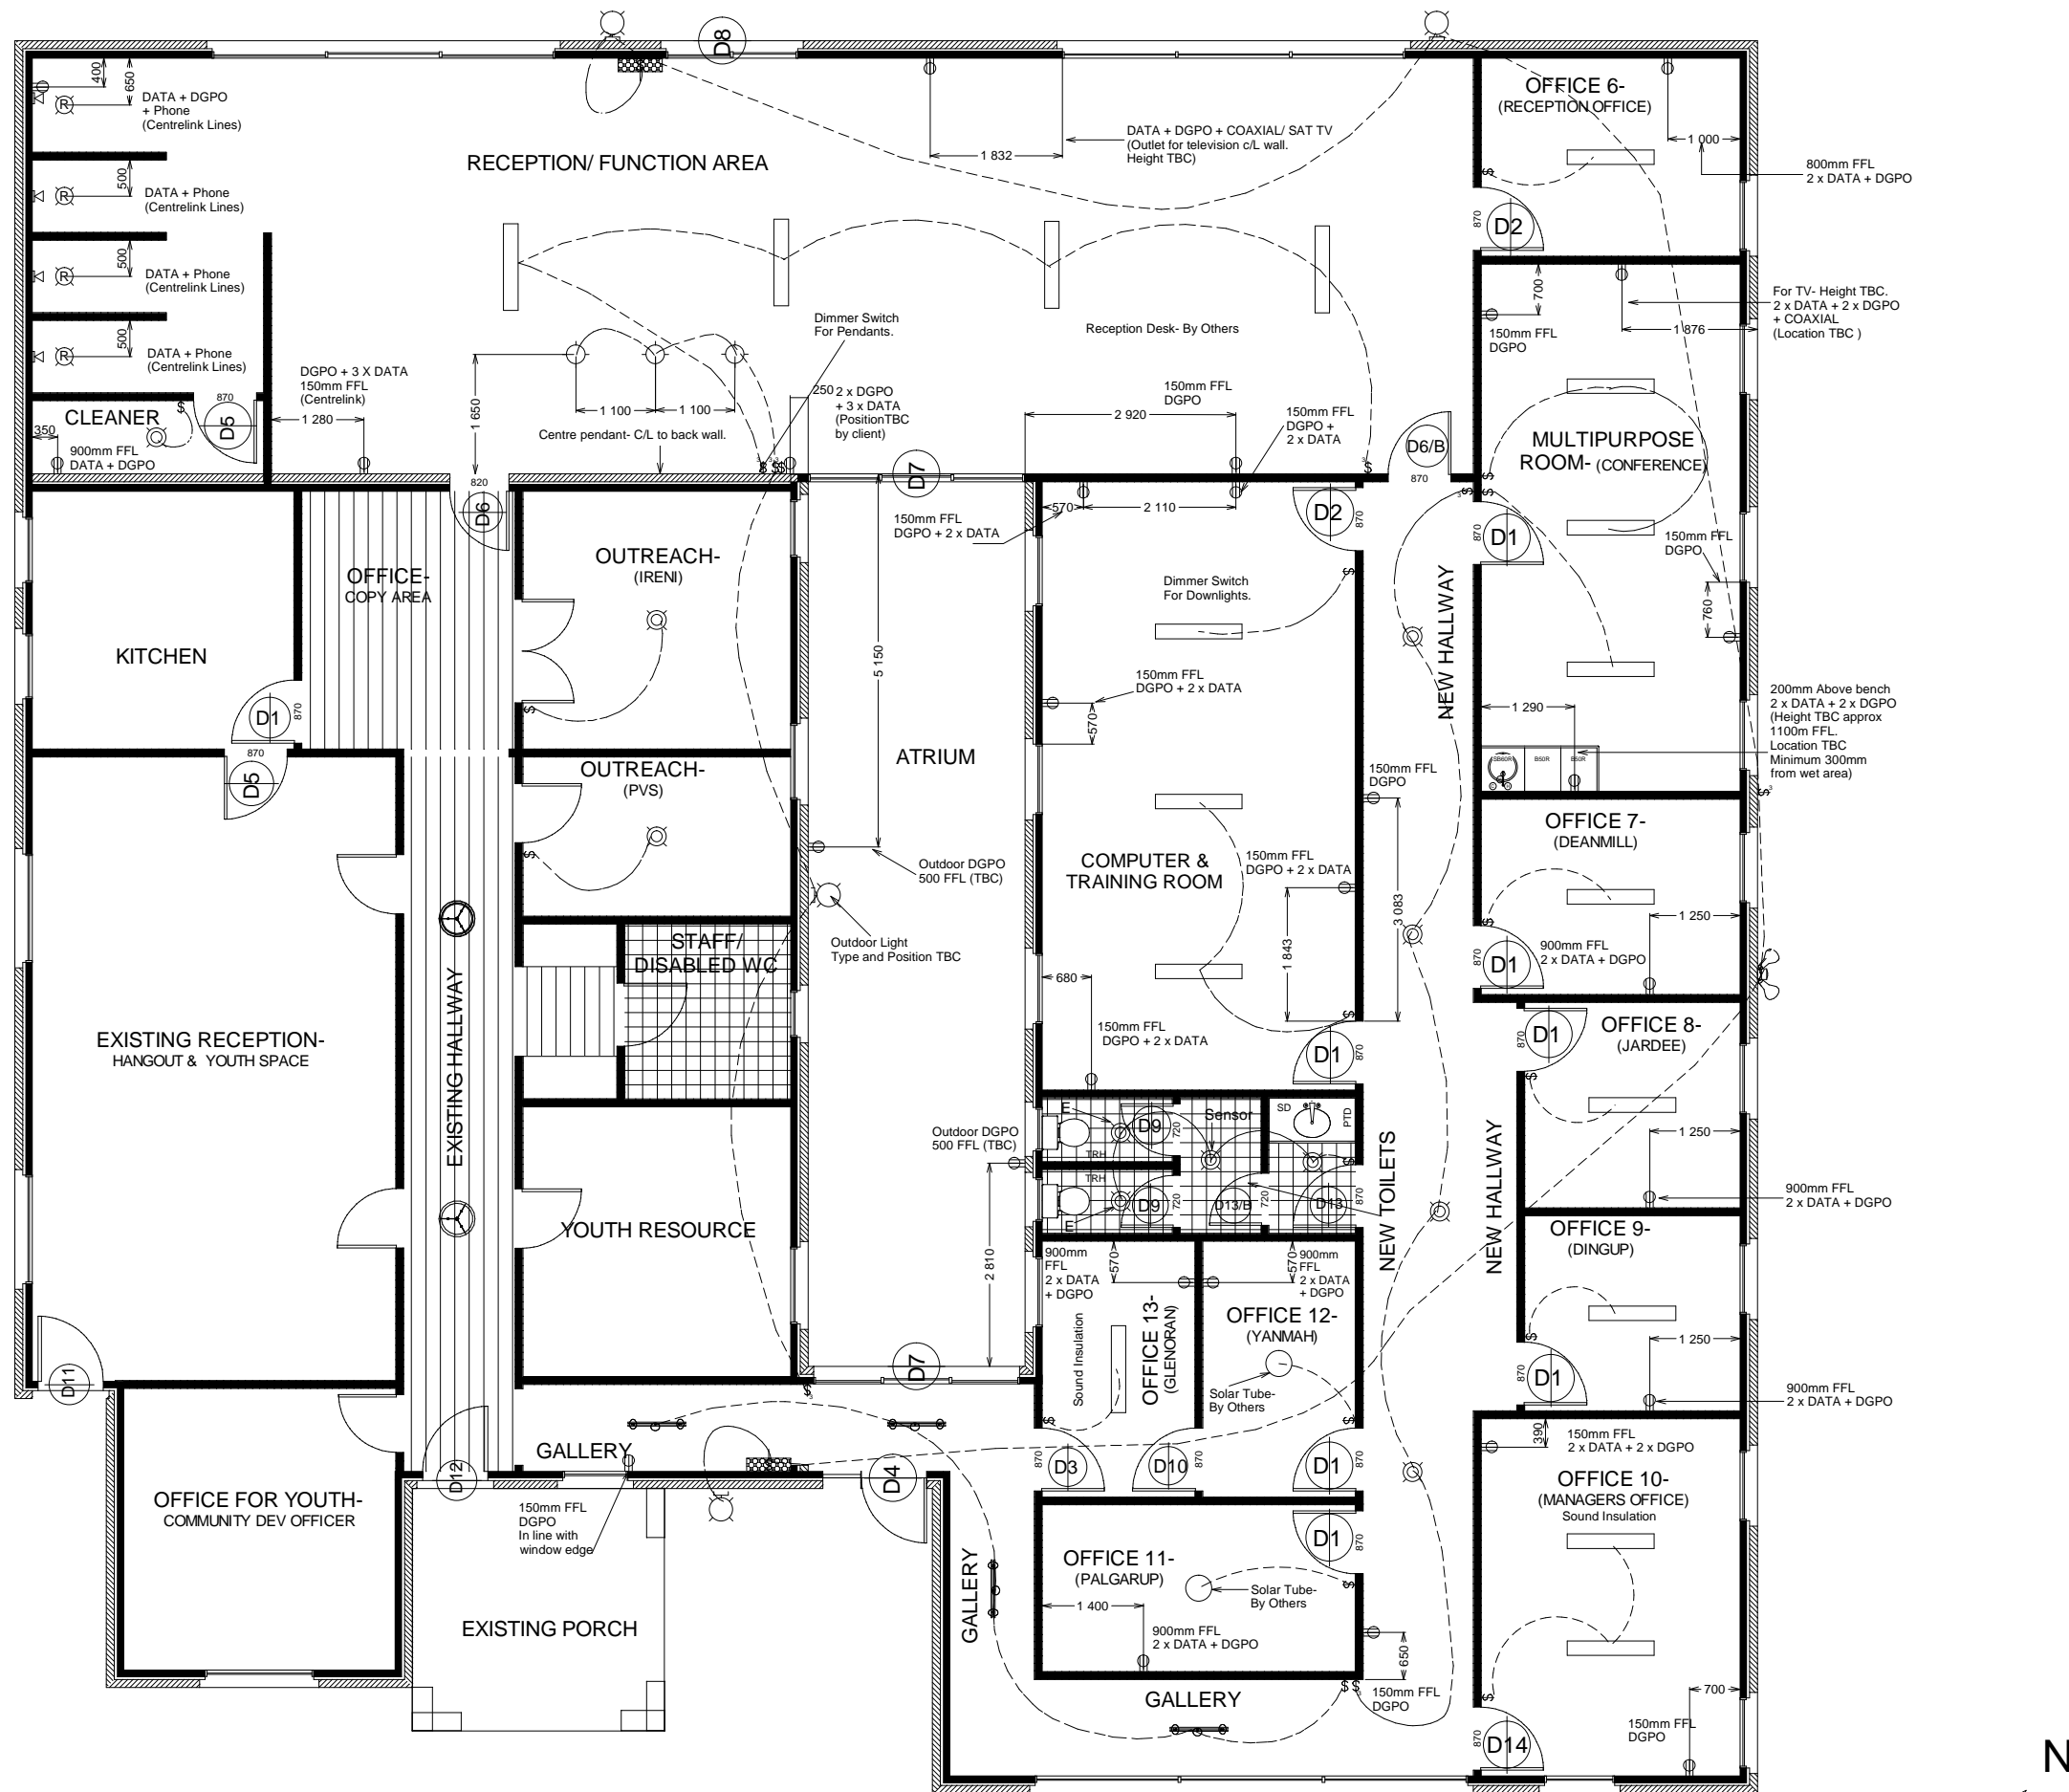 D8
400
650
DATA + DGPO
+ Phone
(Centrelink Lines)
R
500
DATA + Phone
(Centrelink Lines)
R
500
DATA + Phone
(Centrelink Lines)
R
500
DATA + Phone
(Centrelink Lines)
R
RECEPTION/ FUNCTION AREA
1 832
DATA + DGPO + COAXIAL/ SAT TV
(Outlet for television c/L wall.
Height TBC)
OFFICE 6-
(RECEPTION OFFICE)
1 000
800mm FFL
2 x DATA + DGPO
870
D2
For TV- Height TBC.
2 x DATA + 2 x DGPO
+ COAXIAL
(Location TBC )
700
1 876
150mm FFL
DGPO
Dimmer Switch
For Pendants.
Reception Desk- By Others
DGPO + 3 X DATA
150mm FFL
(Centrelink)
1 280
1 650
1 100
1 100
Centre pendant- C/L to back wall.
250
2 x DGPO
+ 3 x DATA
(PositionTBC
by client)
150mm FFL
DGPO
2 920
150mm FFL
DGPO +
2 x DATA
D6/B
870
CLEANER
870
D5
350
900mm FFL
DATA + DGPO
MULTIPURPOSE
ROOM- (CONFERENCE)
820
D6
D7
570
2 110
150mm FFL
DGPO + 2 x DATA
D2
870
870
D1
150mm FFL
DGPO
760
OFFICE-
COPY AREA
OUTREACH-
(IRENI)
Dimmer Switch
For Downlights.
NEW HALLWAY
KITCHEN
D1
870
5 150
150mm FFL
DGPO + 2 x DATA
570
1 290
200mm Above bench
2 x DATA + 2 x DGPO
(Height TBC approx
1100m FFL.
Location TBC
Minimum 300mm
from wet area)
SB60R
B50R
B50R
870
D5
OUTREACH-
(PVS)
ATRIUM
150mm FFL
DGPO
OFFICE 7-
(DEANMILL)
Outdoor DGPO
500 FFL (TBC)
COMPUTER &
TRAINING ROOM
150mm FFL
DGPO + 2 x DATA
3 083
1 250
900mm FFL
2 x DATA + DGPO
870
D1
Outdoor Light
Type and Position TBC
STAFF/
DISABLED WC
1 843
680
EXISTING HALLWAY
EXISTING RECEPTION-
HANGOUT & YOUTH SPACE
150mm FFL
DGPO + 2 x DATA
D1
870
870
D1
OFFICE 8-
(JARDEE)
1 250
900mm FFL
2 x DATA + DGPO
Outdoor DGPO
500 FFL (TBC)
E
D9
720
TRH
Sensor
SD
PTD
TRH
E
D9
720
D13/B
720
D13
870
NEW TOILETS
NEW HALLWAY
YOUTH RESOURCE
2 810
OFFICE 9-
(DINGUP)
1 250
870
D1
900mm FFL
2 x DATA + DGPO
900mm
FFL
2 x DATA
+ DGPO
570
Sound Insulation
OFFICE 13-
(GLENORAN)
570
900mm
FFL
2 x DATA
+ DGPO
OFFICE 12-
(YANMAH)
Solar Tube-
By Others
D11
D7
GALLERY
D12
D4
870
D3
D10
870
D1
870
390
150mm FFL
2 x DATA + 2 x DGPO
OFFICE 10-
(MANAGERS OFFICE)
Sound Insulation
OFFICE FOR YOUTH-
COMMUNITY DEV OFFICER
150mm FFL
DGPO
In line with
window edge
D1
870
OFFICE 11-
(PALGARUP)
Solar Tube-
By Others
1 400
900mm FFL
2 x DATA + DGPO
GALLERY
EXISTING PORCH
650
GALLERY
150mm FFL
DGPO
700
150mm FFL
DGPO
870
D14
N